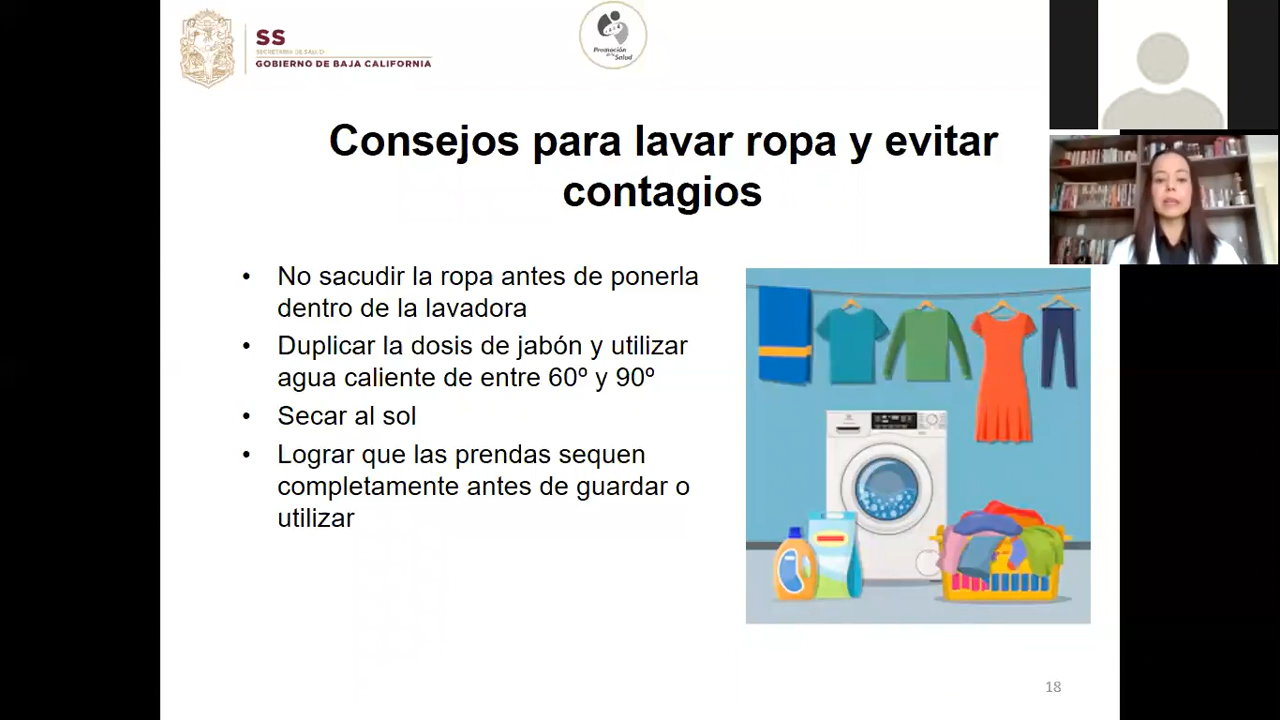 SS
SECRETARÍA DE SALUD
GOBIERNO DE BAJA CALIFORNIA
Promoción
de la
Salud
Consejos para lavar ropa y evitar
contagios
• No sacudir la ropa antes de ponerla
dentro de la lavadora
• Duplicar la dosis de jabón y utilizar
agua caliente de entre 60º y 90º
• Secar al sol
• Lograr que las prendas sequen
completamente antes de guardar o
utilizar
18